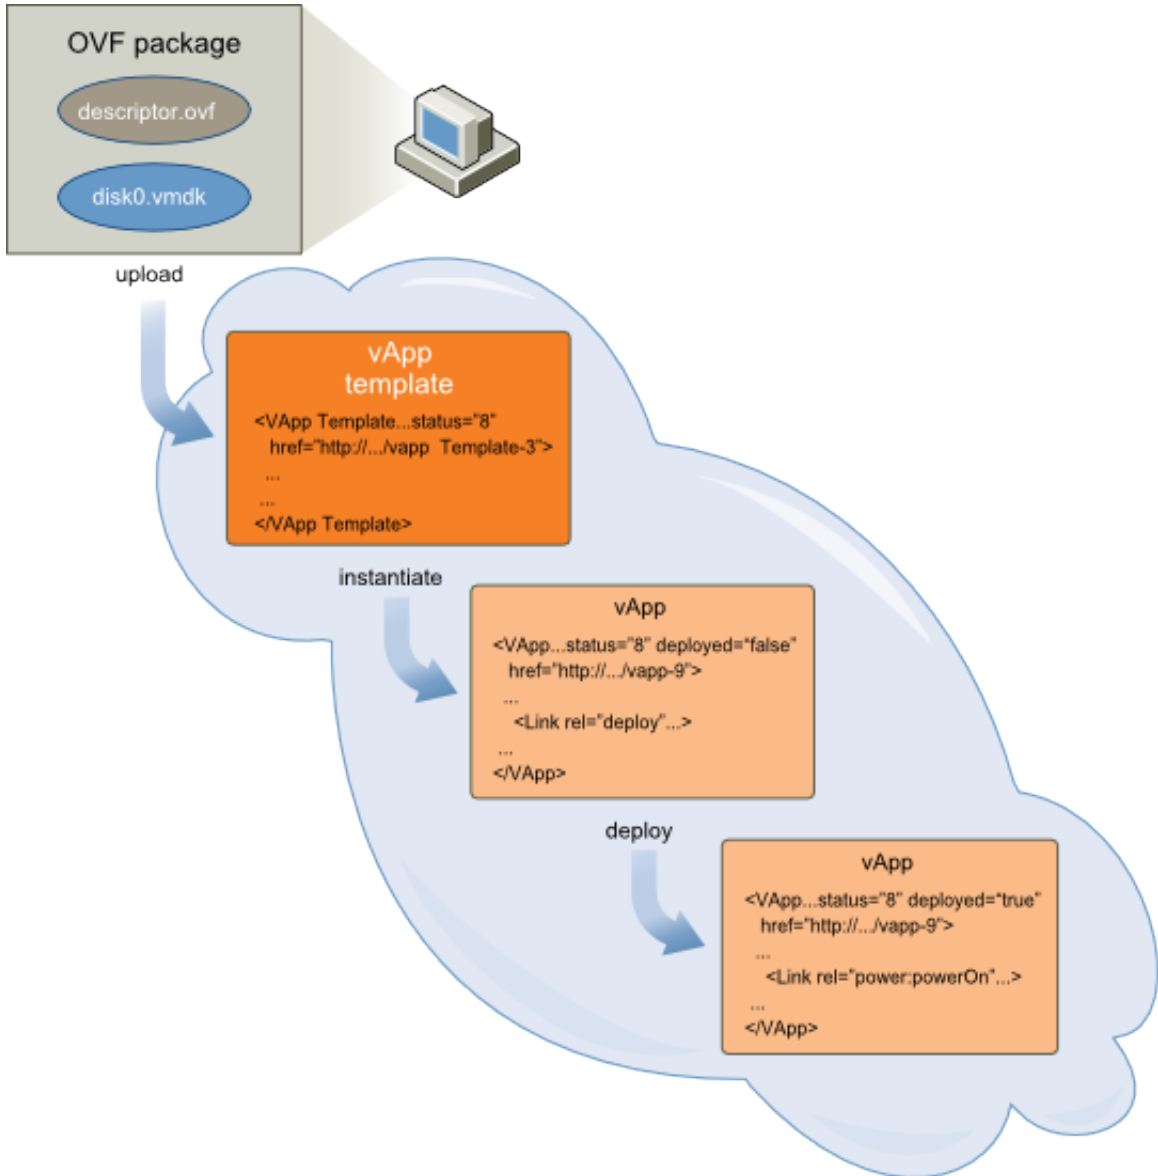 OVF package
descriptor.ovf
disk0.vmdk
upload
vApp
template
<VApp Template...status="8"
href="http://.../vapp Template-3">
...
...
</VApp Template>
instantiate
vApp
<VApp...status="8" deployed="false"
href="http://.../vapp-9">
...
<Link rel="deploy"...>
...
</VApp>
deploy
vApp
<VApp...status="8" deployed="true"
href="http://.../vapp-9">
...
<Link rel="power:powerOn"...>
...
</VApp>